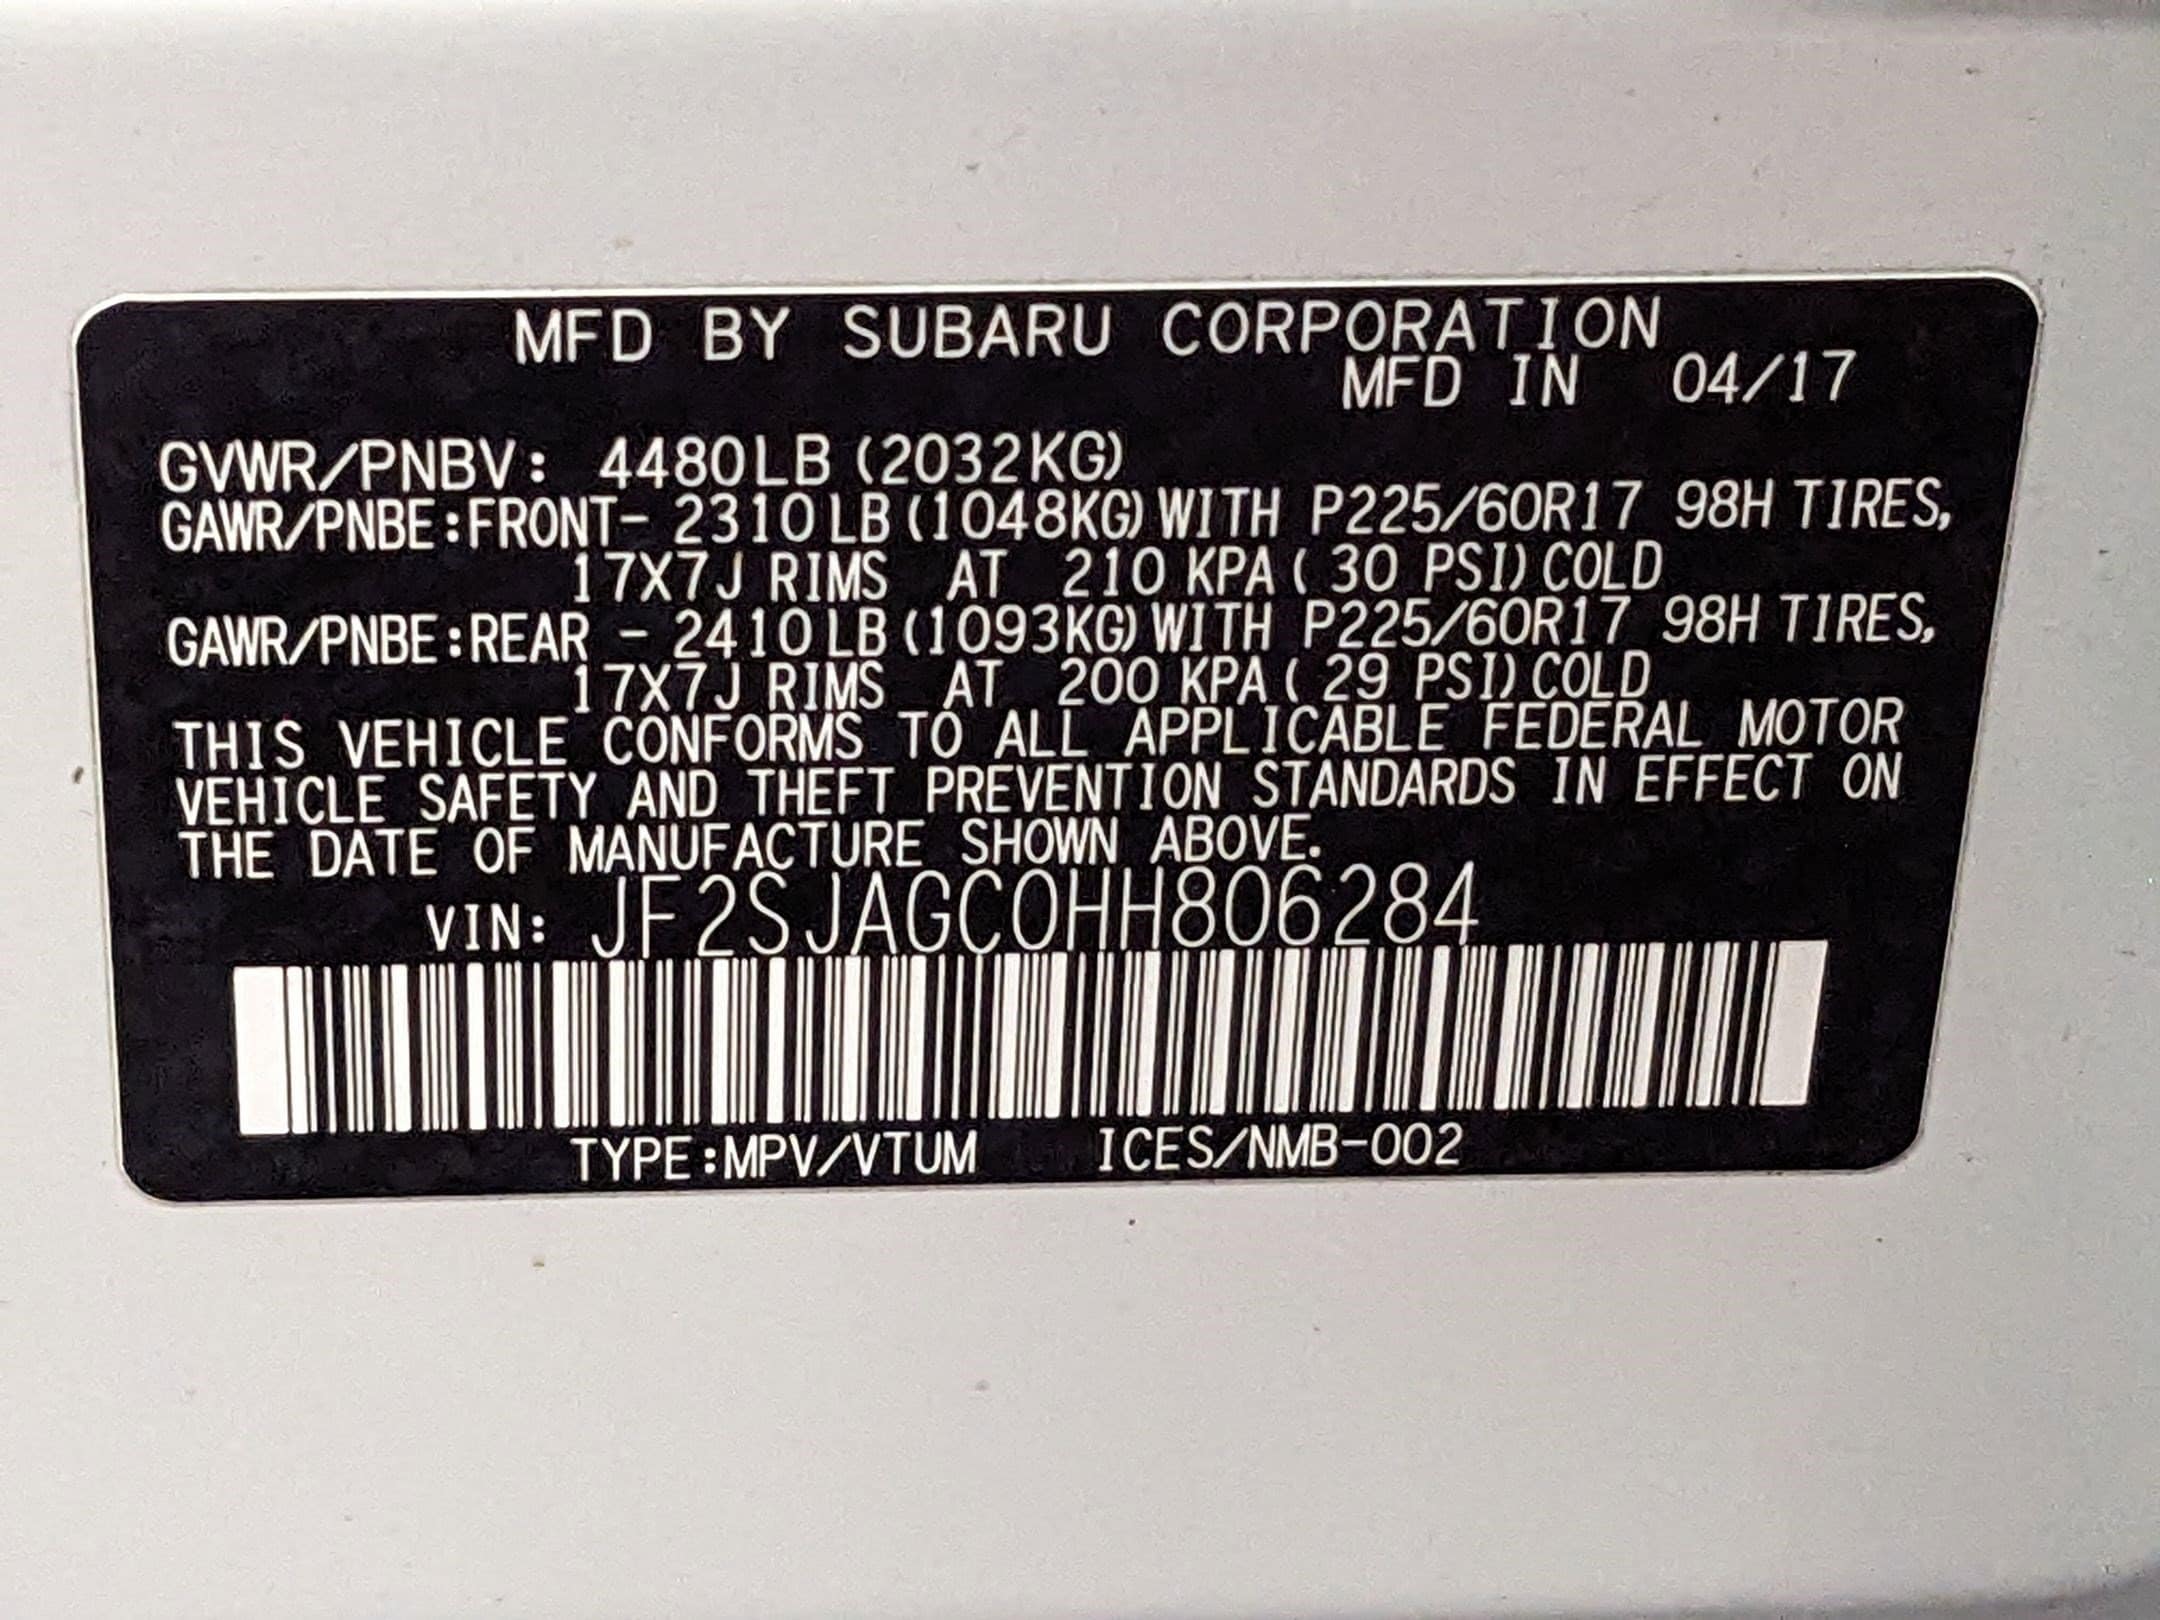 MFD BY SUBARU CORPORATION
MFD IN 04/17
GVWR/PNBV: 4480LB (2032KG)
GAWR/PNBE:FRONT- 2310LB (1048KG) WITH P225/60R17 98H TIRES,
17X7J RIMS AT 210 KPA ( 30 PSI) COLD
GAWR/PNBE:REAR - 2410LB (1093KG) WITH P225/60R17 98H TIRES,
17X7J RIMS AT 200 KPA ( 29 PSI) COLD
THIS VEHICLE CONFORMS TO ALL APPLICABLE FEDERAL MOTOR
VEHICLE SAFETY AND THEFT PREVENTION STANDARDS IN EFFECT ON
THE DATE OF MANUFACTURE SHOWN ABOVE.
VIN: JF2SJAGC0HH806284
TYPE:MPV/VTUM ICES/NMB-002